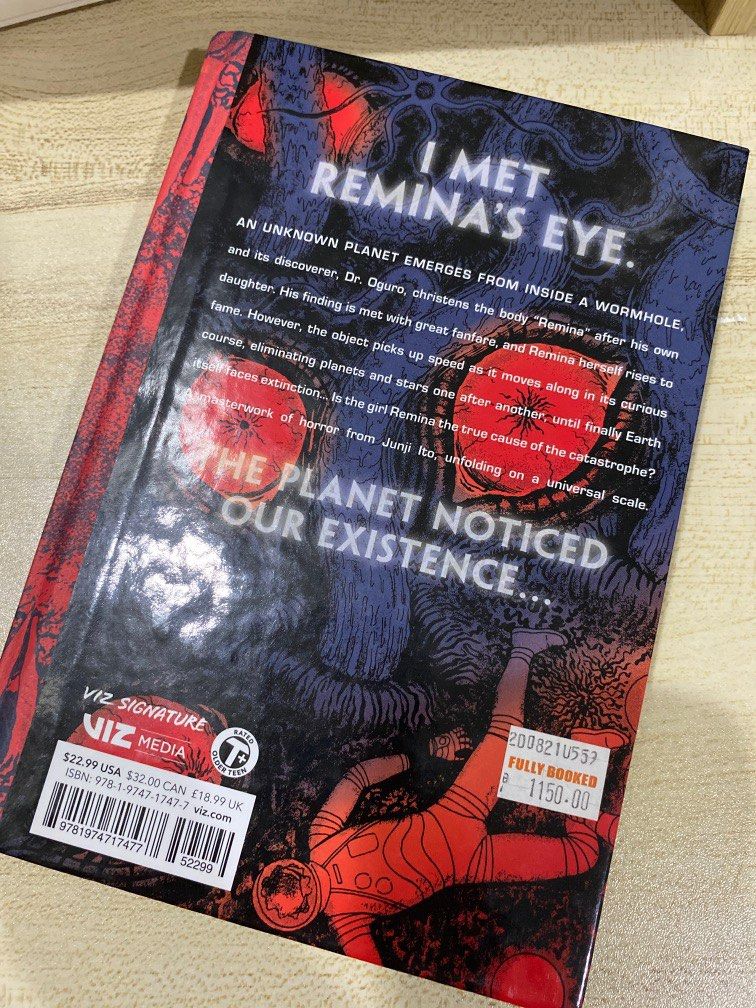 I MET
REMINA'S EYE.
AN UNKNOWN PLANET EMERGES FROM INSIDE A WORMHOLE,
and its discoverer, Dr. Oguro, christens the body "Remina" after his own
daughter. His finding is met with great fanfare, and Remina herself rises to
fame. However, the object picks up speed as it moves along in its curious
course, eliminating planets and stars one after another, until finally Earth
itself faces extinction... Is the girl Remina the true cause of the catastrophe?
A masterwork of horror from Junji Ito, unfolding on a universal scale.
THE PLANET NOTICED
OUR EXISTENCE...
VIZ SIGNATURE
VIZ MEDIA
RATED
T+
OLDER TEEN
$22.99 USA $32.00 CAN £18.99 UK
ISBN: 978-1-9747-1747-7 viz.com
9781974717477
52299
FULLY BOOKED
1150.00